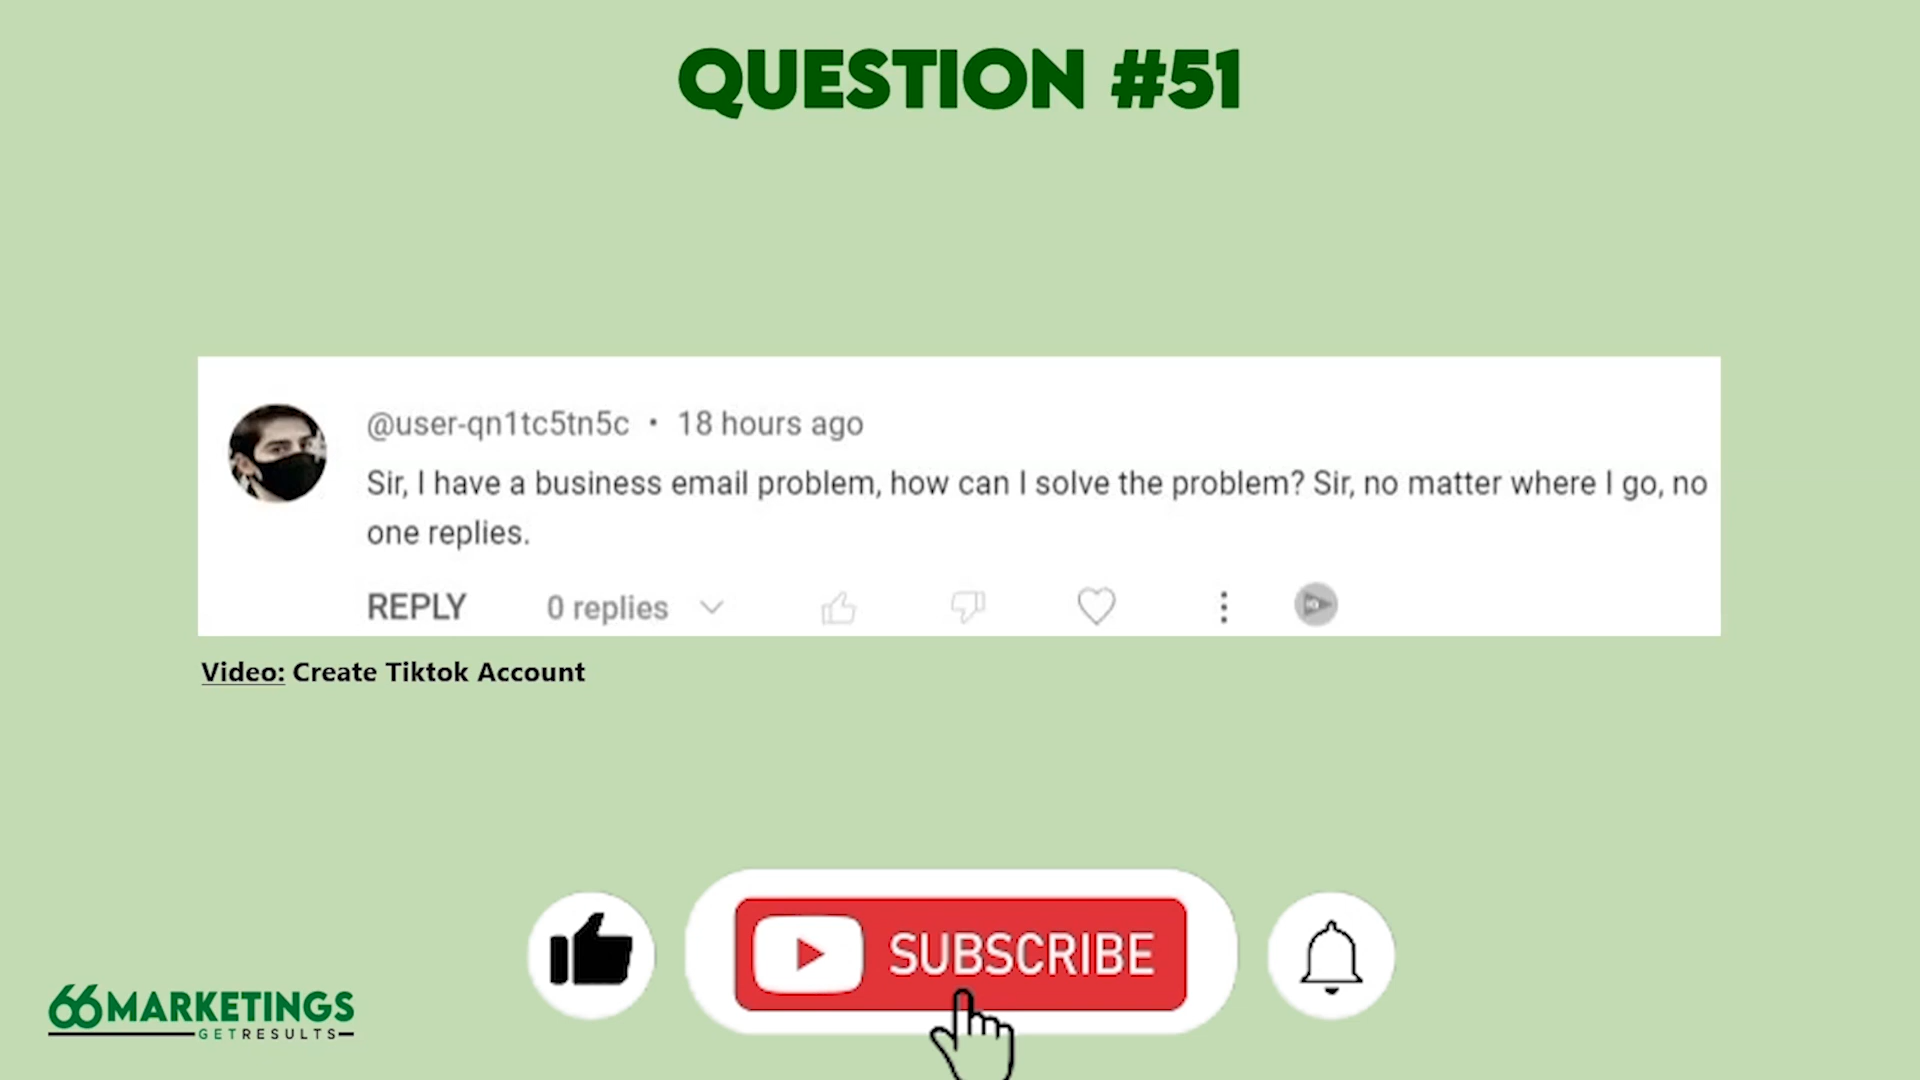 QUESTION #51
@user-qn1tc5tn5c • 18 hours ago
Sir, I have a business email problem, how can I solve the problem? Sir, no matter where I go, no
one replies.
REPLY 0 replies
Video: Create Tiktok Account
SUBSCRIBE
66MARKETINGS
GETRESULTS